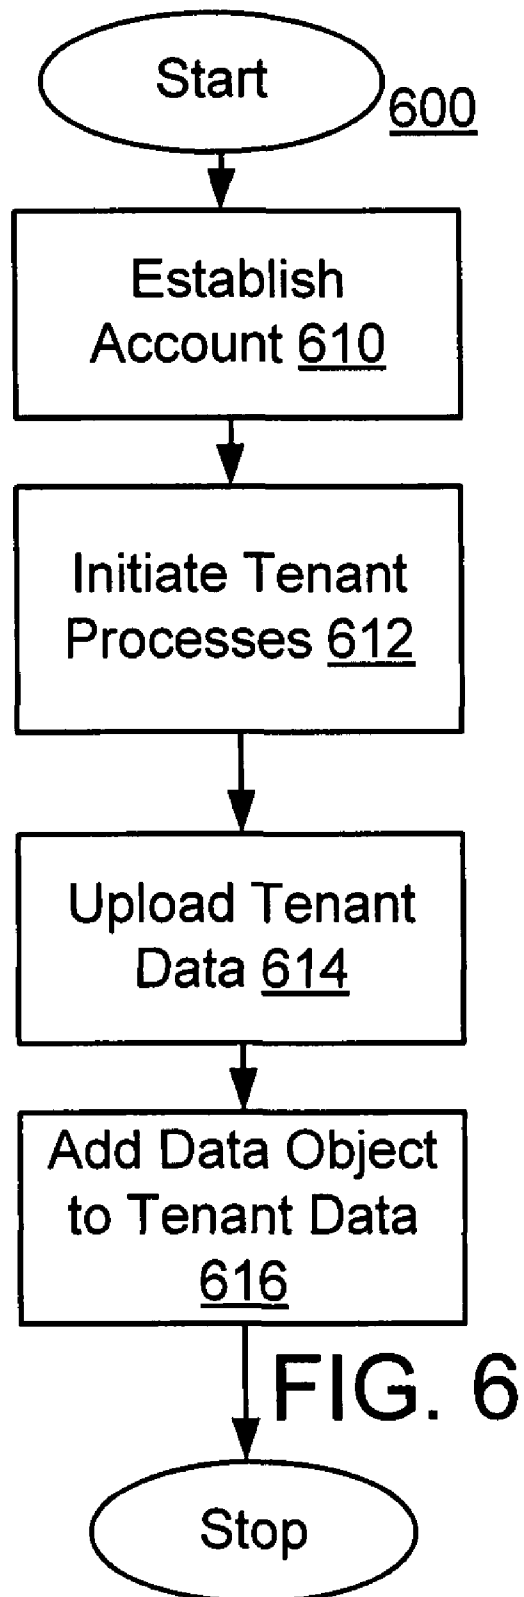 Start
600
Establish
Account 610
Initiate Tenant
Processes 612
Upload Tenant
Data 614
Add Data Object
to Tenant Data
616
FIG. 6
Stop